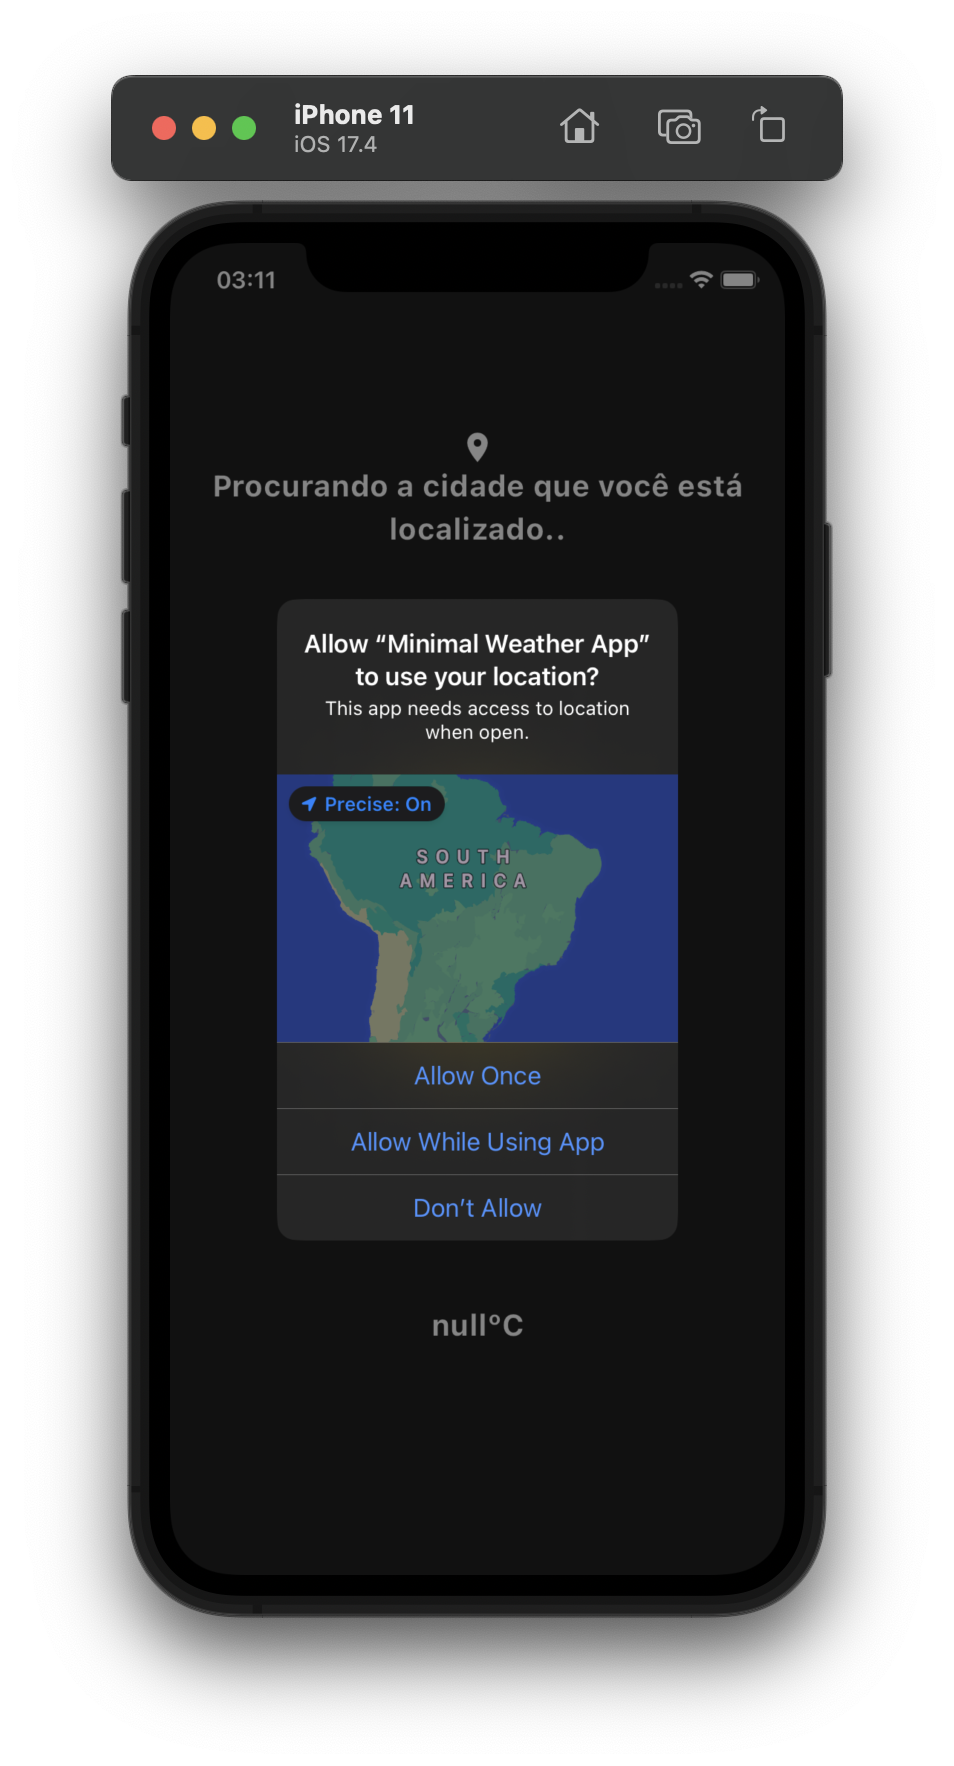 iPhone 11
iOS 17.4
03:11
Procurando a cidade que você está
localizado..
Allow “Minimal Weather App”
to use your location?
This app needs access to location
when open.
Precise: On
SOUTH
AMERICA
Allow Once
Allow While Using App
Don’t Allow
null°C